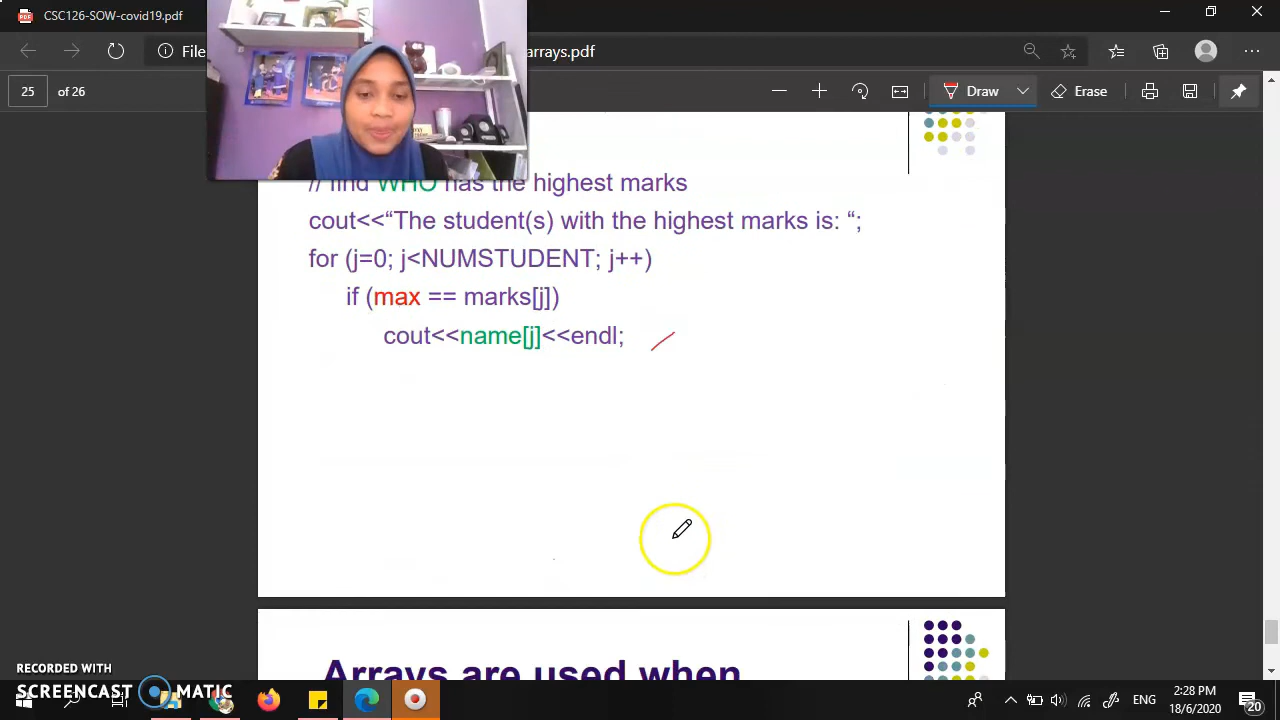 CSC126 SOW-covid19.pdf
File
arrays.pdf
25 of 26
Draw
Erase
// find WHO has the highest marks
cout<<“The student(s) with the highest marks is: “;
for (j=0; j<NUMSTUDENT; j++)
if (max == marks[j])
cout<<name[j]<<endl;
Arrays are used when
RECORDED WITH
SCREENCAST MATIC
ENG
2:28 PM
18/6/2020
20